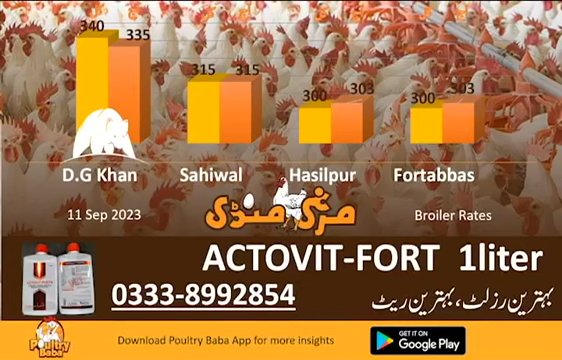 340
335
315
315
300
303
300
303
D.G Khan
Sahiwal
Hasilpur
Fortabbas
11 Sep 2023
مرغی منڈی
Broiler Rates
ACTOVIT-FORT 1liter
0333-8992854
بہترین رزلٹ، بہترین ریٹ
Poultry
Baba
Download Poultry Baba App for more insights
GET IT ON
Google Play